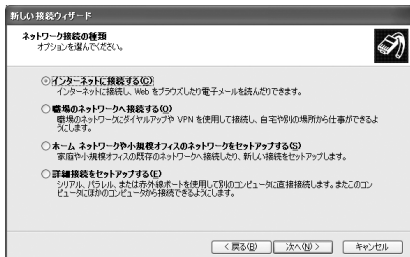 新しい接続ウィザード
ネットワーク接続の種類
オプションを選んでください。
インターネットに接続する(C)
インターネットに接続し、Web をブラウズしたり電子メールを読んだりできます。
職場のネットワークへ接続する(O)
職場のネットワークにダイヤルアップや VPN を使用して接続し、自宅や別の場所から仕事ができるよ
うにします。
ホーム ネットワークや小規模オフィスのネットワークをセットアップする(S)
家庭や小規模オフィスの既存のネットワークへ接続したり、新しい接続をセットアップします。
詳細接続をセットアップする(E)
シリアル、パラレル、または赤外線ポートを使用して別のコンピュータに直接接続します。またこのコン
ピュータにほかのコンピュータから接続できるようにします。
< 戻る(B) 次へ(N) > キャンセル